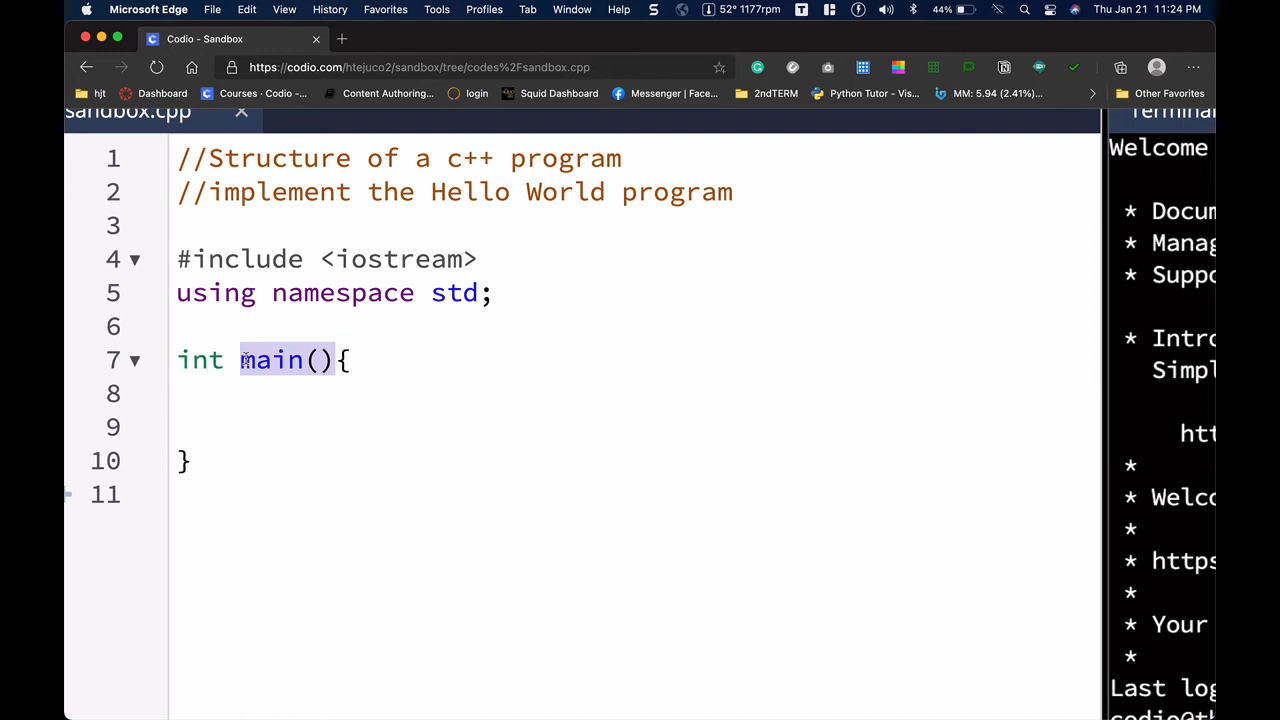 Microsoft Edge File Edit View History Favorites Tools Profiles Tab Window Help 52° 1177rpm 44% Thu Jan 21 11:24 PM
Codio - Sandbox
https://codio.com/htejuco2/sandbox/tree/codes%2Fsandbox.cpp
hjt Dashboard Courses · Codio -... Content Authoring... login Squid Dashboard Messenger | Face... 2ndTERM Python Tutor - Vis... MM: 5.94 (2.41%)... Other Favorites
sandbox.cpp
1 //Structure of a c++ program
2 //implement the Hello World program
3
4 #include <iostream>
5 using namespace std;
6
7 int main(){
8
9
10 }
11
Termina
Welcome
* Docum
* Manag
* Suppo
* Intro
Simpl
htt
*
* Welco
*
* https
*
* Your
*
Last log
codio@th